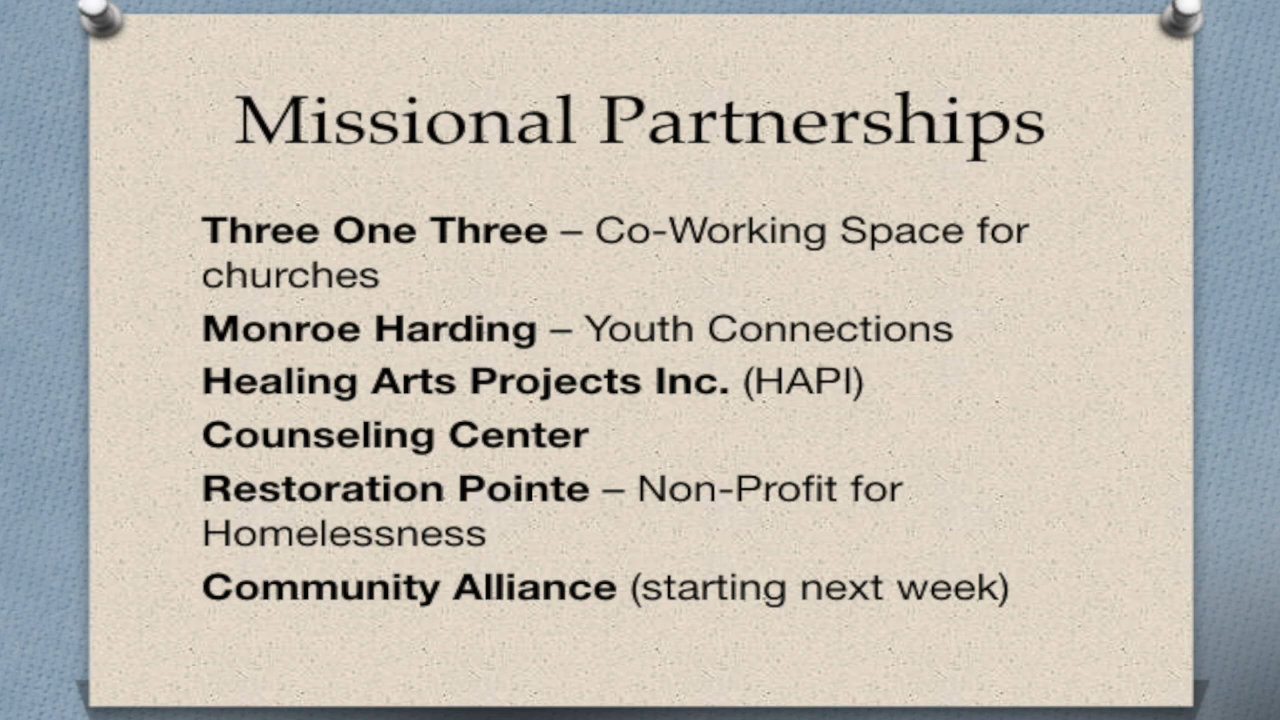 Missional Partnerships
Three One Three – Co-Working Space for
churches
Monroe Harding – Youth Connections
Healing Arts Projects Inc. (HAPI)
Counseling Center
Restoration Pointe – Non-Profit for
Homelessness
Community Alliance (starting next week)